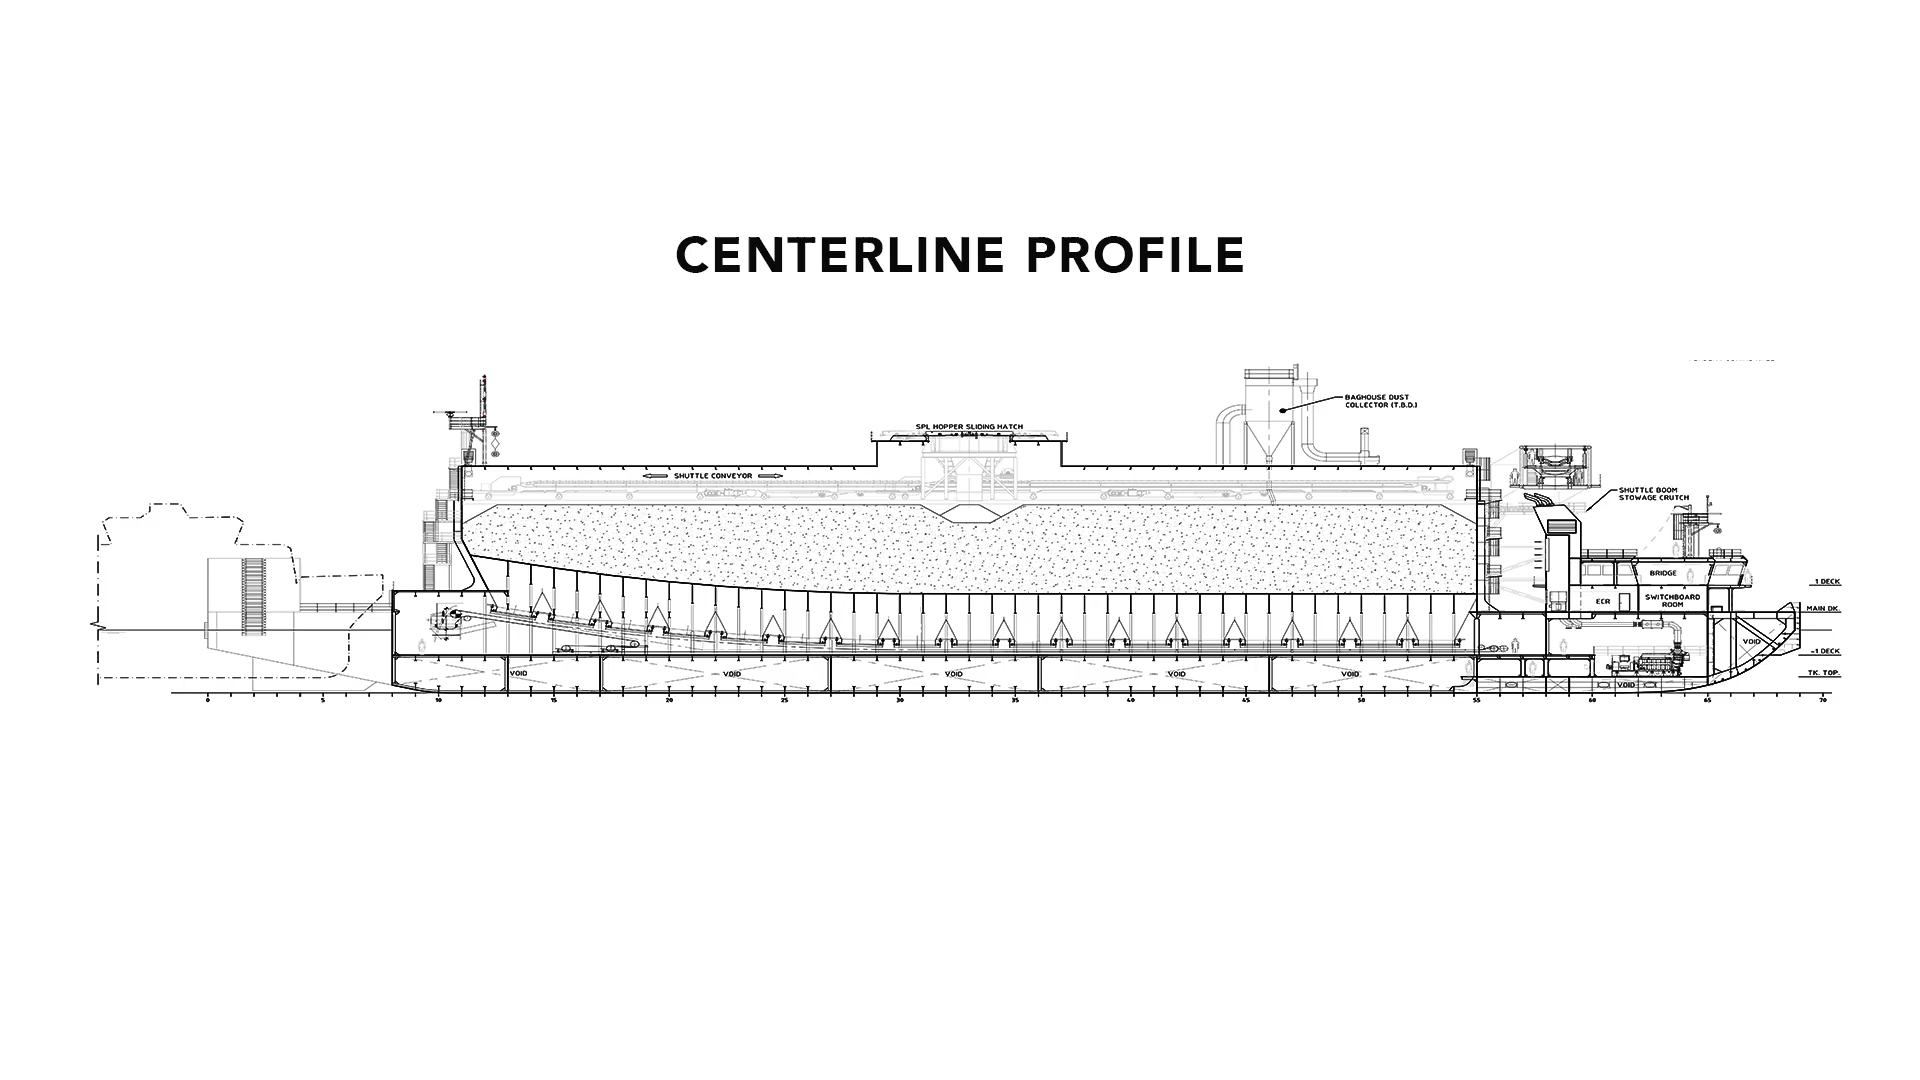 CENTERLINE PROFILE
BAGHOUSE DUST
COLLECTOR (T.B.D.)
SPL HOPPER SLIDING HATCH
SHUTTLE CONVEYOR
SHUTTLE BOOM
STOWAGE CRUTCH
BRIDGE
1 DECK
ECR
SWITCHBOARD
ROOM
MAIN DK.
VOID
-1 DECK
VOID
VOID
VOID
VOID
VOID
TK. TOP.
VOID
0 5 10 15 20 25 30 35 40 45 50 55 60 65 70